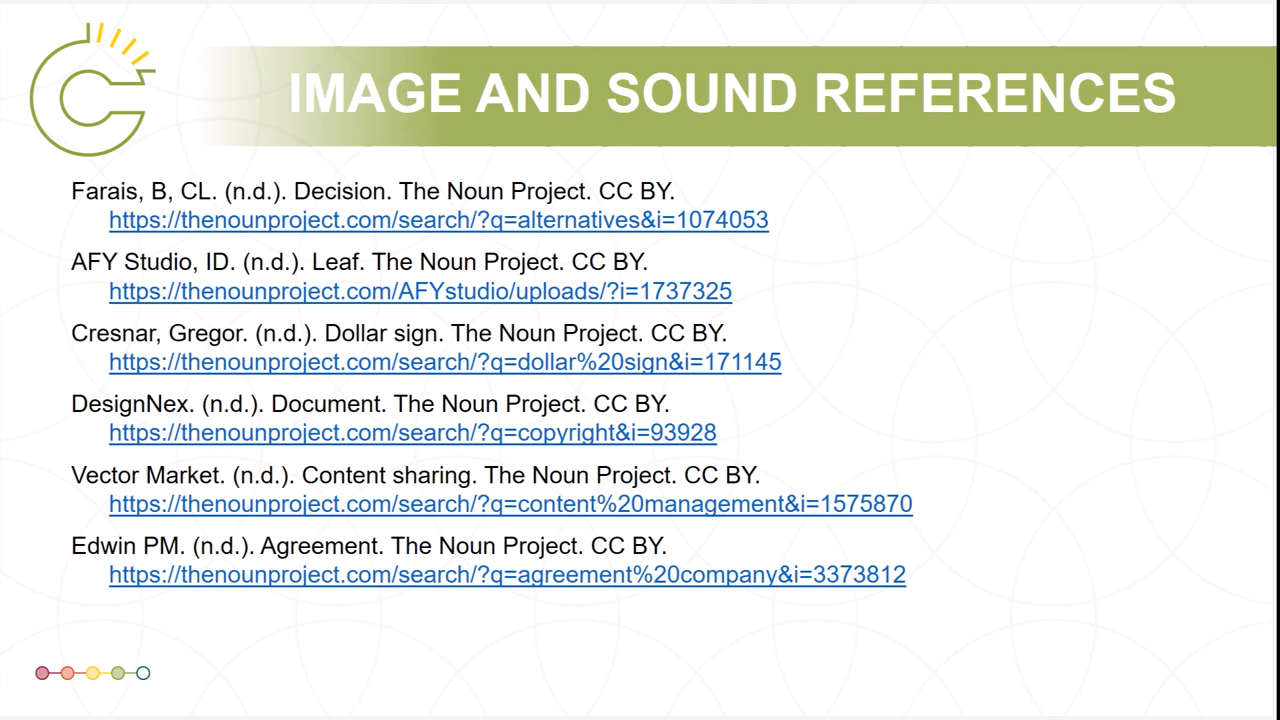 IMAGE AND SOUND REFERENCES
Farais, B, CL. (n.d.). Decision. The Noun Project. CC BY.
https://thenounproject.com/search/?q=alternatives&i=1074053
AFY Studio, ID. (n.d.). Leaf. The Noun Project. CC BY.
https://thenounproject.com/AFYstudio/uploads/?i=1737325
Cresnar, Gregor. (n.d.). Dollar sign. The Noun Project. CC BY.
https://thenounproject.com/search/?q=dollar%20sign&i=171145
DesignNex. (n.d.). Document. The Noun Project. CC BY.
https://thenounproject.com/search/?q=copyright&i=93928
Vector Market. (n.d.). Content sharing. The Noun Project. CC BY.
https://thenounproject.com/search/?q=content%20management&i=1575870
Edwin PM. (n.d.). Agreement. The Noun Project. CC BY.
https://thenounproject.com/search/?q=agreement%20company&i=3373812